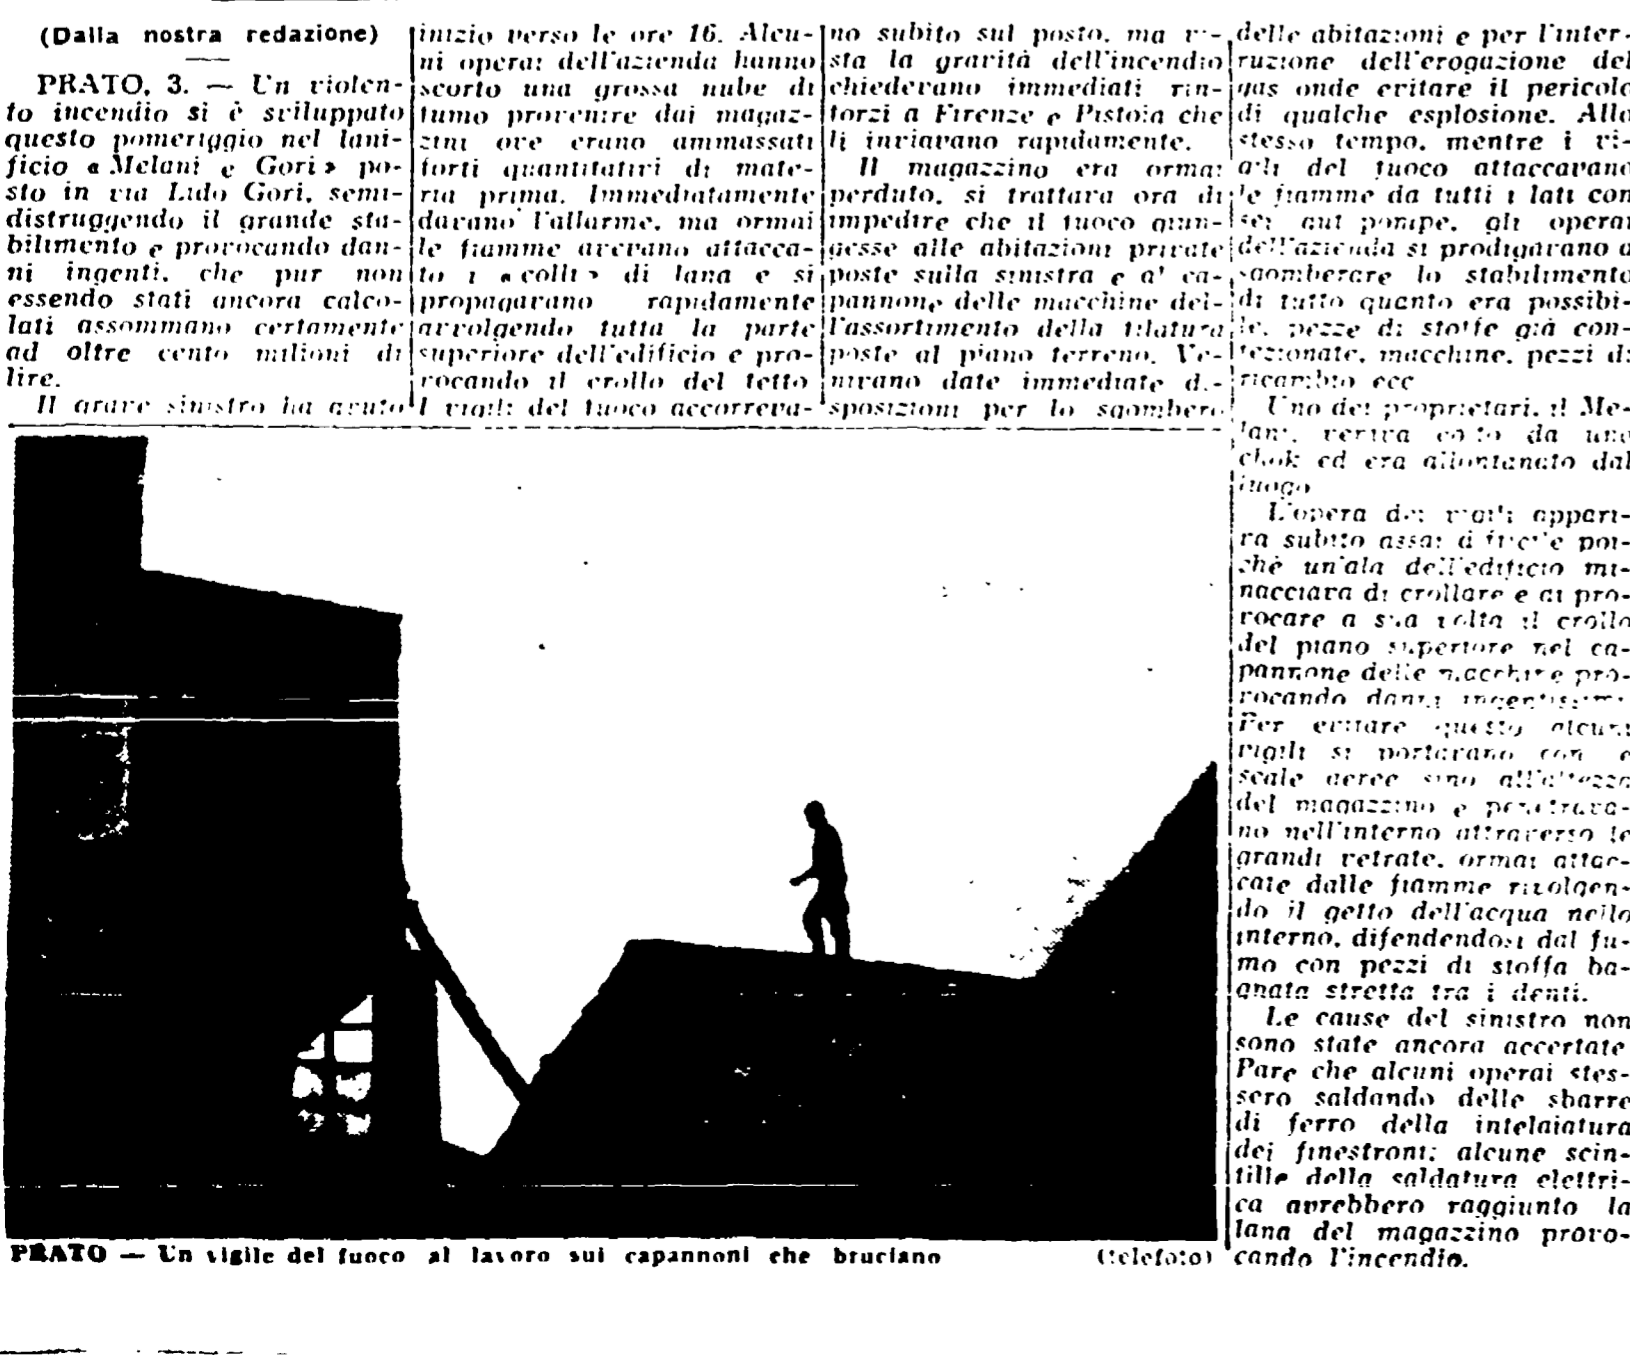 (Dalla nostra redazione)
PRATO, 3. — Un violen-
to incendio si è sviluppato
questo pomeriggio nel lani-
ficio « Melani e Gori » po-
sto in via Lido Gori, semi-
distruggendo il grande sta-
bilimento e provocando dan-
ni ingenti, che pur non
essendo stati ancora calco-
lati assommano certamente
ad oltre cento milioni di
lire.
Il grave sinistro ha avuto
inizio verso le ore 16. Alcu-
ni operai dell'azienda hanno
scorto una grossa nube di
fumo provenire dai magaz-
zini ove erano ammassati
forti quantitativi di mate-
ria prima. Immediatamente
davano l'allarme, ma ormai
le fiamme avevano attacca-
to i « colli » di lana e si
propagavano rapidamente
avvolgendo tutta la parte
superiore dell'edificio e pro-
vocando il crollo del tetto
I vigili del fuoco accorreva-
no subito sul posto, ma vi-
sta la gravità dell'incendio
chiedevano immediati rin-
forzi a Firenze e Pistoia che
li inviavano rapidamente.
Il magazzino era ormai
perduto, si trattava ora di
impedire che il fuoco giun-
gesse alle abitazioni private
poste sulla sinistra e al ca-
pannone delle macchine del-
l'assortimento della filatura
poste al piano terreno. Ve-
nivano date immediate di-
sposizioni per lo sgombero
delle abitazioni e per l'inter-
ruzione dell'erogazione del
gas onde evitare il pericolo
di qualche esplosione. Allo
stesso tempo, mentre i vi-
gili del fuoco attaccavano
le fiamme da tutti i lati con
sei pompe, gli operai
dell'azienda si prodigavano a
sgomberare lo stabilimento
di tutto quanto era possibi-
le, pezze di stoffe già con-
fezionate, macchine, pezzi di
ricambio ecc
Uno dei proprietari, il Me-
lani, veniva colto da uno
chok ed era allontanato dal
luogo
L'opera dei vigili appari-
va subito assai difficile poi-
chè un'ala dell'edificio mi-
nacciava di crollare e di pro-
vocare a sua volta il crollo
del piano superiore nel ca-
pannone delle macchine pro-
vocando danni ingentissimi
Per evitare questo alcuni
vigili si portavano con le
scale aeree sino all'altezza
del magazzino e penetrava-
no nell'interno attraverso le
grandi vetrate, ormai attac-
cate dalle fiamme rivolgen-
do il getto dell'acqua nello
interno, difendendosi dal fu-
mo con pezzi di stoffa ba-
gnata stretta tra i denti.
Le cause del sinistro non
sono state ancora accertate
Pare che alcuni operai stes-
sero saldando delle sbarre
di ferro della intelaiatura
dei finestroni; alcune scin-
tille della saldatura elettri-
ca avrebbero raggiunto la
lana del magazzino provo-
cando l'incendio.
PRATO — Un vigile del fuoco al lavoro sui capannoni che bruciano (telefoto)